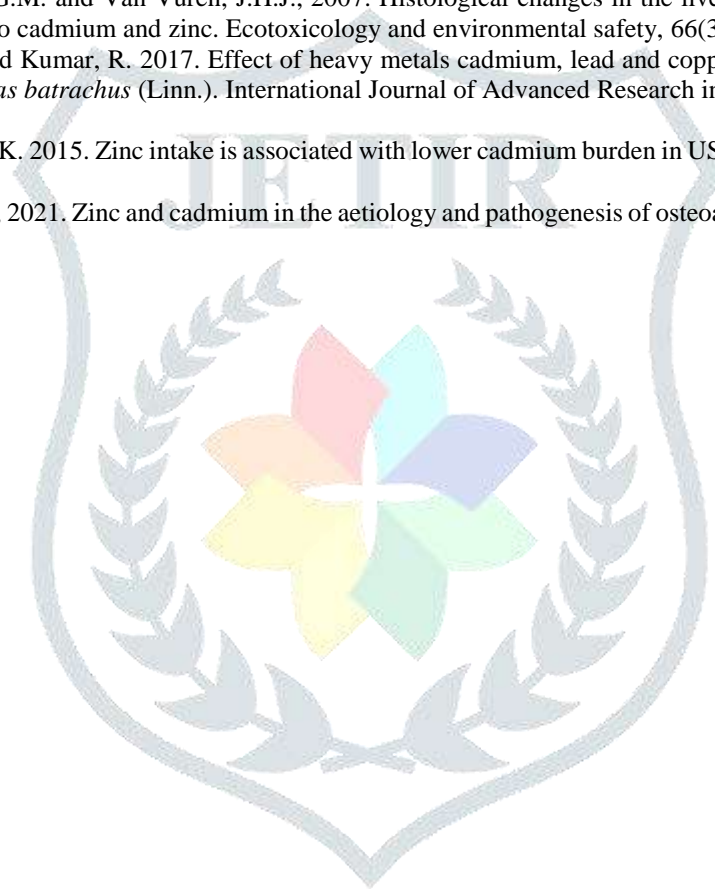 G.M. and Van Vuren, J.H.J., 2007. Histological changes in the live
o cadmium and zinc. Ecotoxicology and environmental safety, 66(3
d Kumar, R. 2017. Effect of heavy metals cadmium, lead and copp
as batrachus (Linn.). International Journal of Advanced Research in
K. 2015. Zinc intake is associated with lower cadmium burden in US
2021. Zinc and cadmium in the aetiology and pathogenesis of osteoa
JETIR